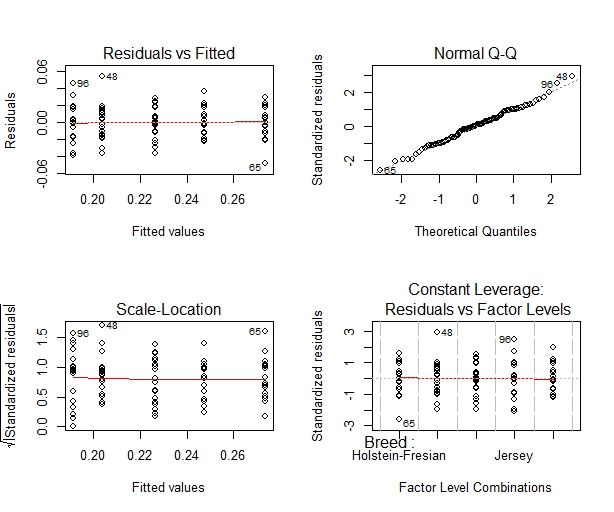 Residuals vs Fitted
Residuals
0.06
0.00
-0.06
96
48
65
0.20 0.22 0.24 0.26
Fitted values
Normal Q-Q
Standardized residuals
2
0
-2
48
96
65
-2 -1 0 1 2
Theoretical Quantiles
Scale-Location
√|Standardized residuals|
1.5
1.0
0.5
0.0
96
48
65
0.20 0.22 0.24 0.26
Fitted values
Constant Leverage:
Residuals vs Factor Levels
Standardized residuals
3
1
-1
-3
48
96
65
Breed :
Holstein-Fresian Jersey
Factor Level Combinations